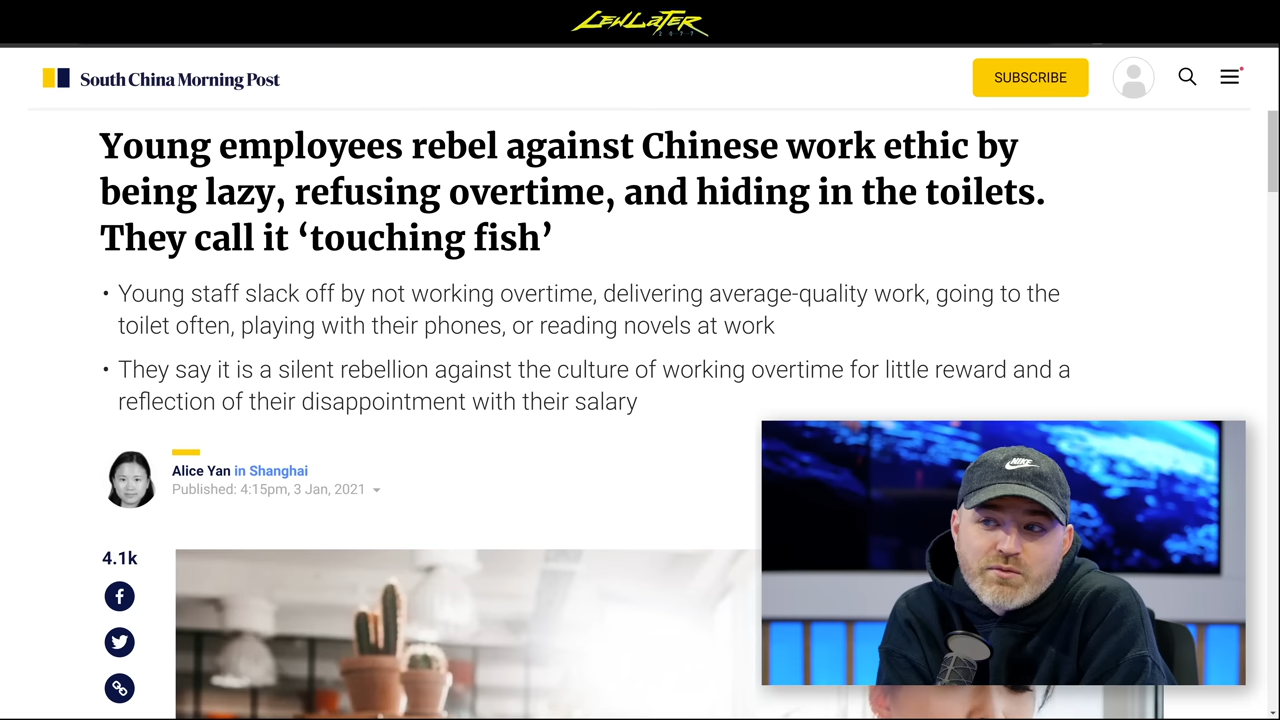 LEWLATER
2077
South China Morning Post
SUBSCRIBE
Young employees rebel against Chinese work ethic by
being lazy, refusing overtime, and hiding in the toilets.
They call it ‘touching fish’
• Young staff slack off by not working overtime, delivering average-quality work, going to the
toilet often, playing with their phones, or reading novels at work
• They say it is a silent rebellion against the culture of working overtime for little reward and a
reflection of their disappointment with their salary
Alice Yan in Shanghai
Published: 4:15pm, 3 Jan, 2021
4.1k
NIKE